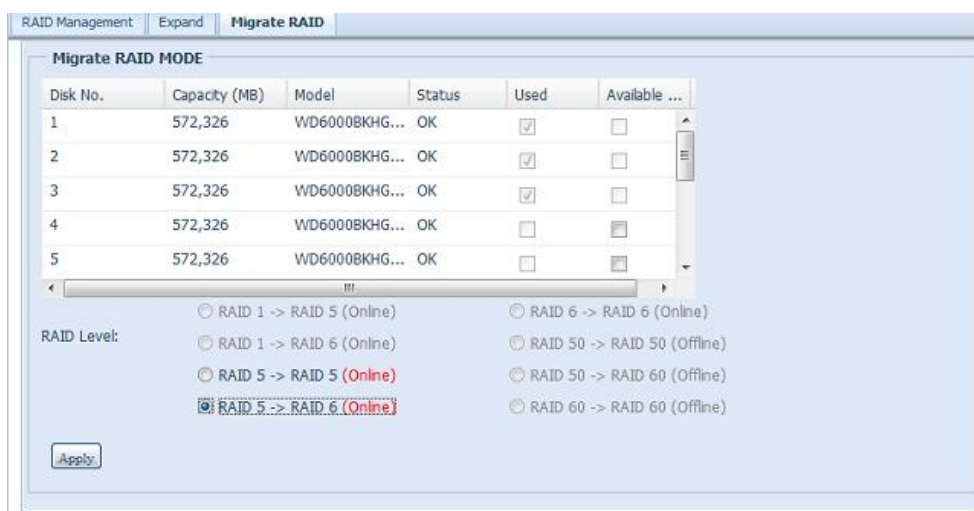 RAID Management Expand Migrate RAID
Migrate RAID MODE
Disk No. Capacity (MB) Model Status Used Available ...
1 572,326 WD6000BKHG... OK
2 572,326 WD6000BKHG... OK
3 572,326 WD6000BKHG... OK
4 572,326 WD6000BKHG... OK
5 572,326 WD6000BKHG... OK
RAID 1 -> RAID 5 (Online) RAID 6 -> RAID 6 (Online)
RAID Level:
RAID 1 -> RAID 6 (Online) RAID 50 -> RAID 50 (Offline)
RAID 5 -> RAID 5 (Online) RAID 50 -> RAID 60 (Offline)
RAID 5 -> RAID 6 (Online) RAID 60 -> RAID 60 (Offline)
Apply